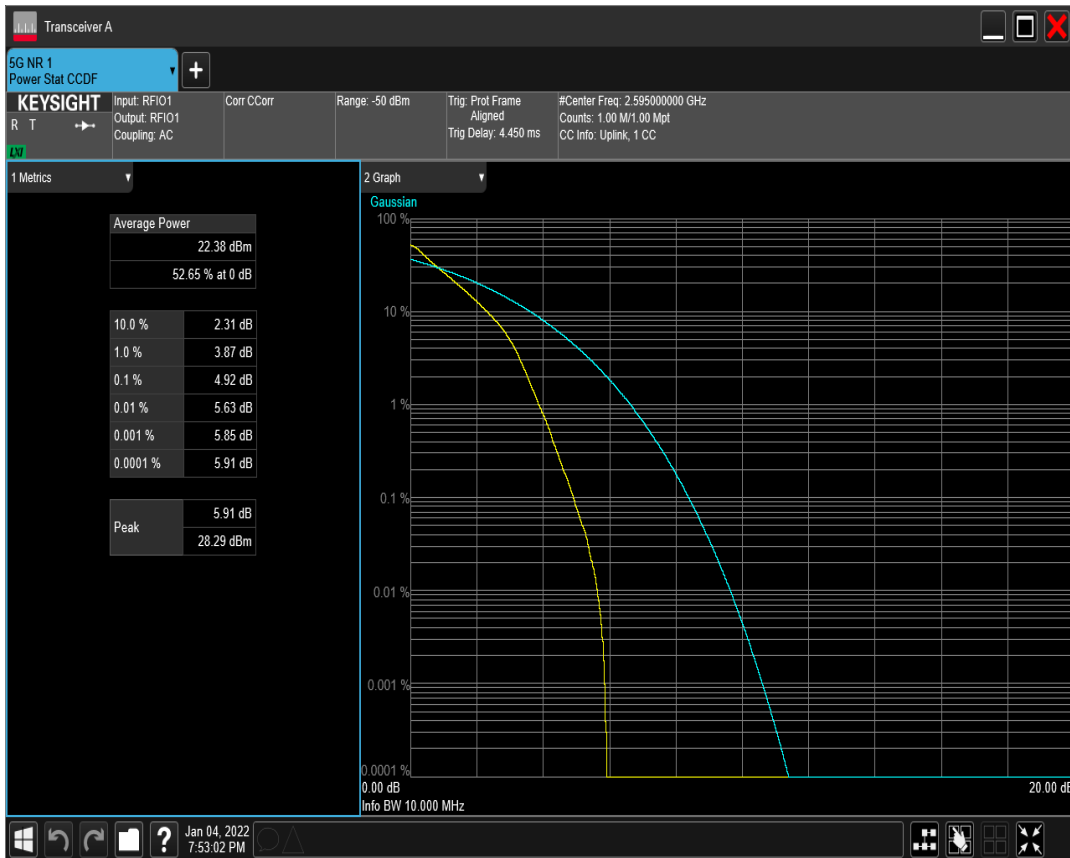 Transceiver A
5G NR 1
Power Stat CCDF
+
KEYSIGHT
R T
LXI
Input: RFIO1
Output: RFIO1
Coupling: AC
Corr CCorr
Range: -50 dBm
Trig: Prot Frame
Aligned
Trig Delay: 4.450 ms
#Center Freq: 2.595000000 GHz
Counts: 1.00 M/1.00 Mpt
CC Info: Uplink, 1 CC
1 Metrics
Average Power
22.38 dBm
52.65 % at 0 dB
10.0 % 2.31 dB
1.0 % 3.87 dB
0.1 % 4.92 dB
0.01 % 5.63 dB
0.001 % 5.85 dB
0.0001 % 5.91 dB
Peak
5.91 dB
28.29 dBm
2 Graph
Gaussian
100 %
10 %
1 %
0.1 %
0.01 %
0.001 %
0.0001 %
0.00 dB 20.00 dB
Info BW 10.000 MHz
? Jan 04, 2022
7:53:02 PM